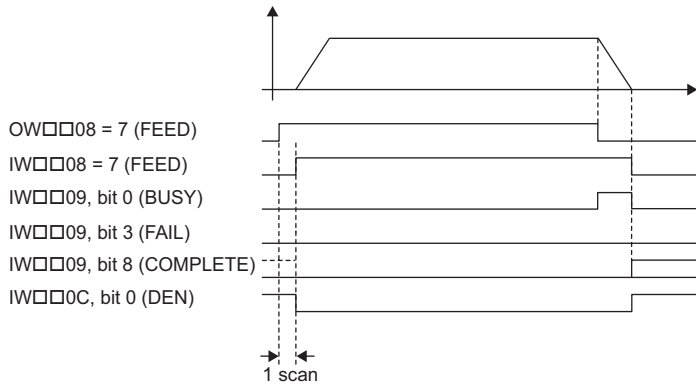 OW□□08 = 7 (FEED)
IW□□08 = 7 (FEED)
IW□□09, bit 0 (BUSY)
IW□□09, bit 3 (FAIL)
IW□□09, bit 8 (COMPLETE)
IW□□0C, bit 0 (DEN)
1 scan